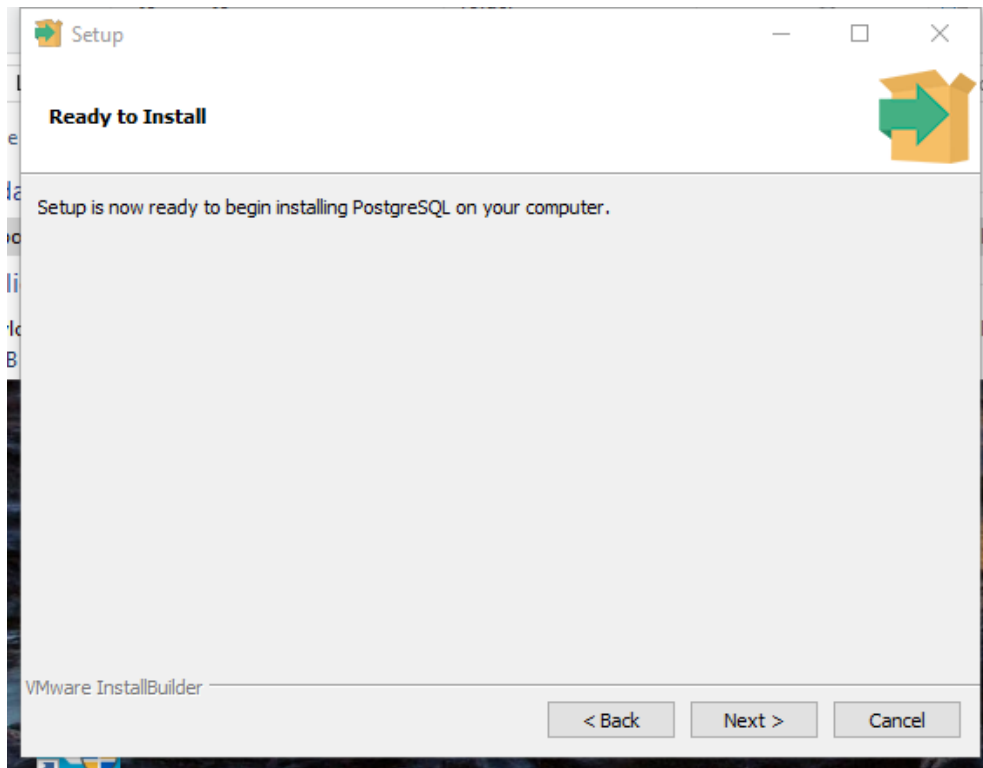 Setup
Ready to Install
Setup is now ready to begin installing PostgreSQL on your computer.
VMware InstallBuilder
< Back
Next >
Cancel